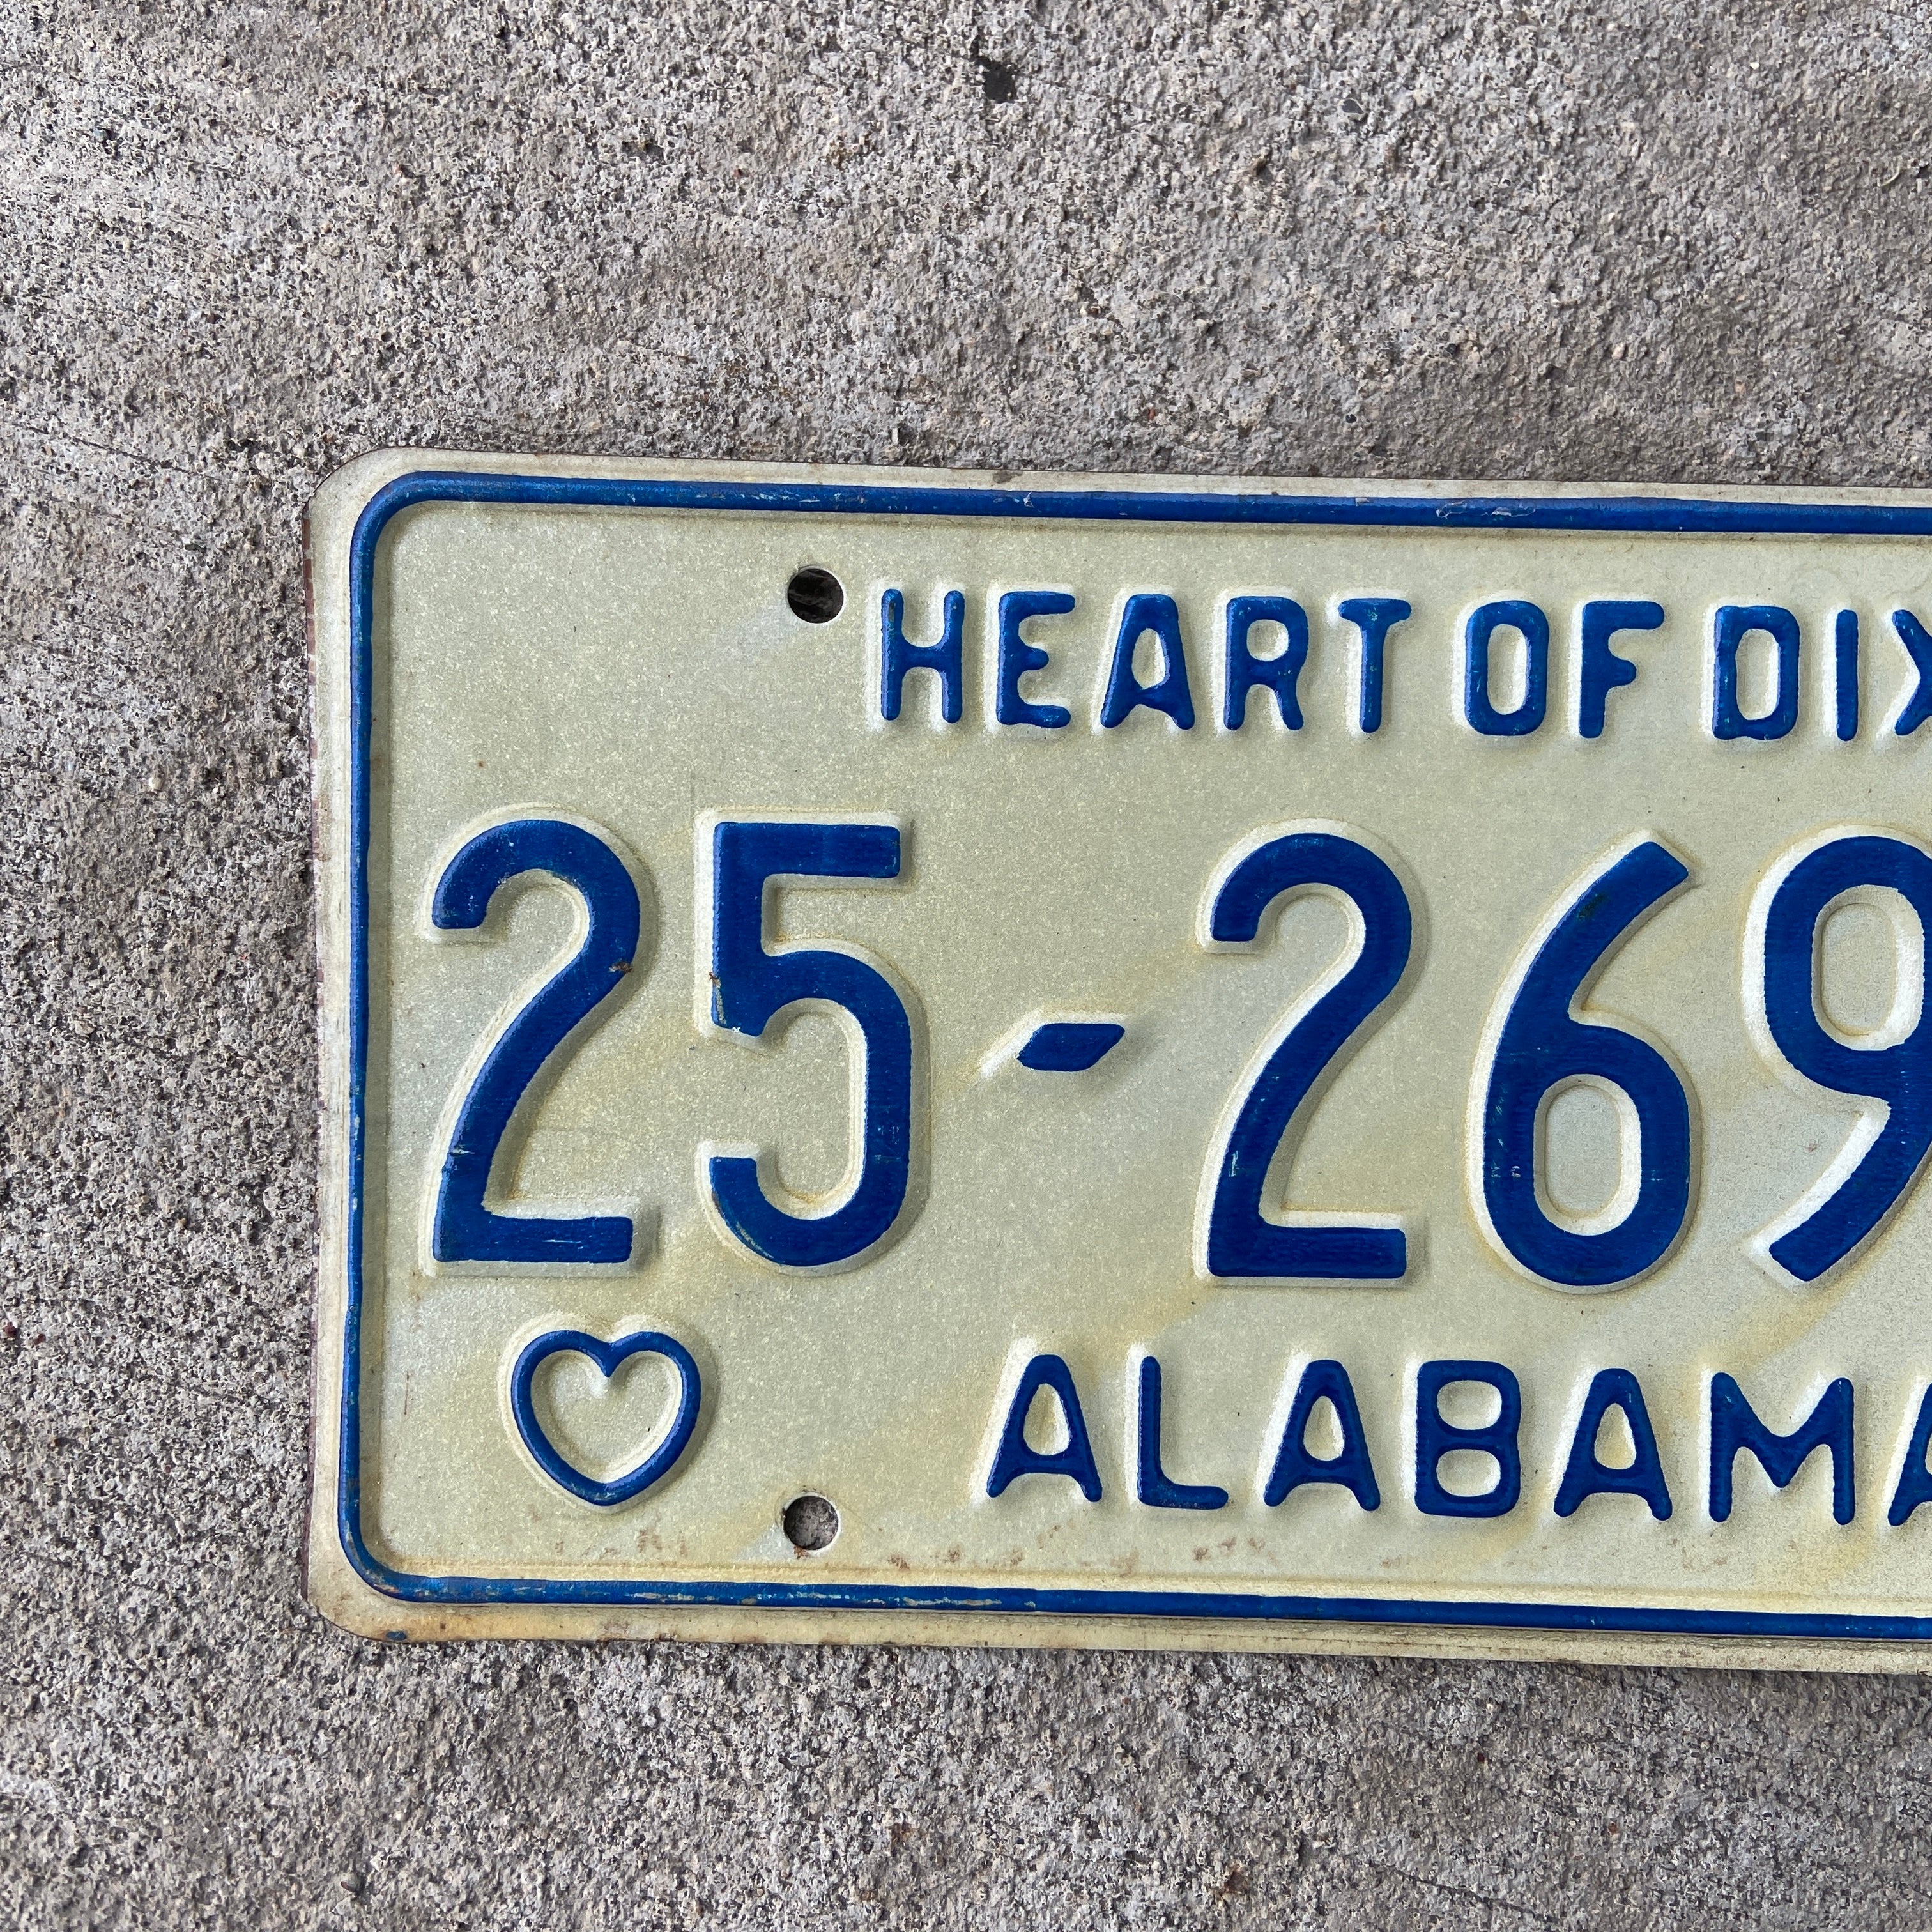 HEART OF DIX
25-269
ALABAMA